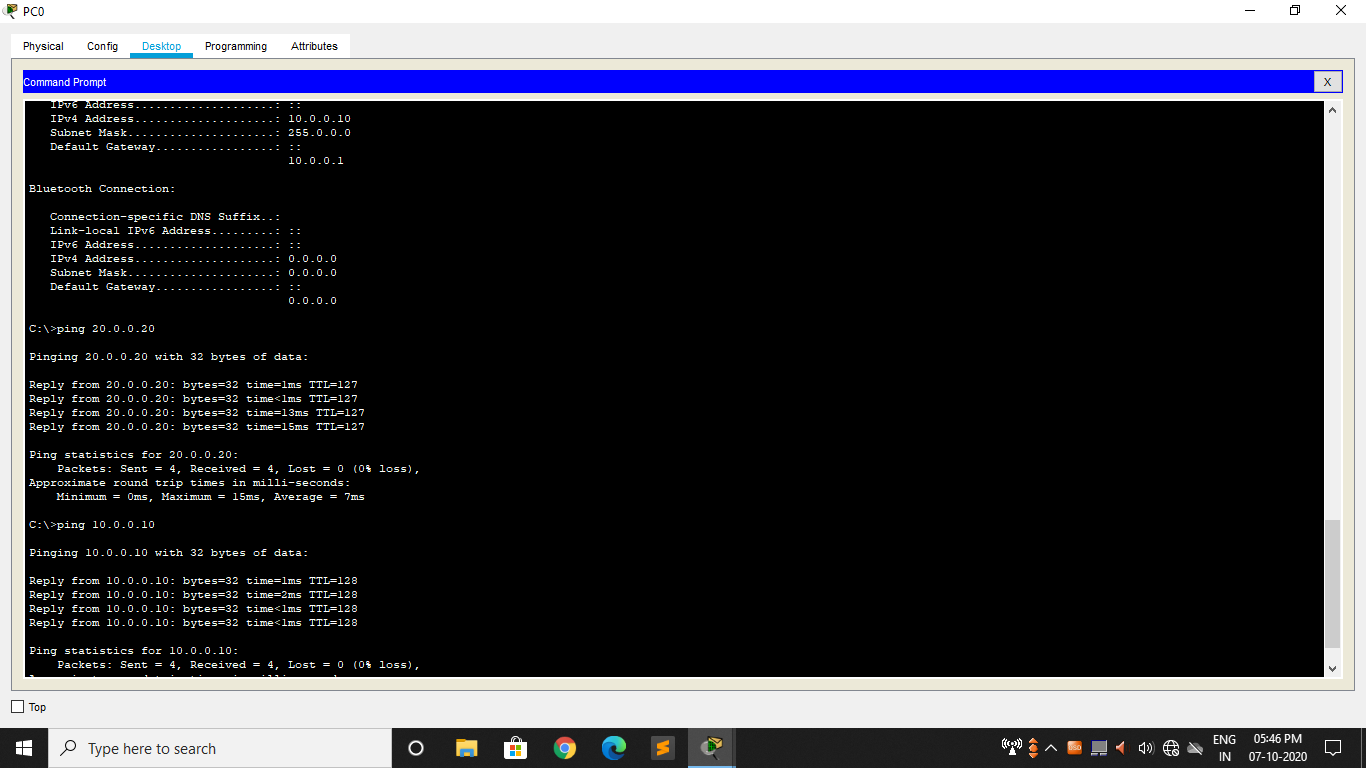 PC0
Physical Config Desktop Programming Attributes
Command Prompt
X
IPv6 Address....................: ::
IPv4 Address....................: 10.0.0.10
Subnet Mask.....................: 255.0.0.0
Default Gateway.................: ::
10.0.0.1
Bluetooth Connection:
Connection-specific DNS Suffix..:
Link-local IPv6 Address.........: ::
IPv6 Address....................: ::
IPv4 Address....................: 0.0.0.0
Subnet Mask.....................: 0.0.0.0
Default Gateway.................: ::
0.0.0.0
C:\>ping 20.0.0.20
Pinging 20.0.0.20 with 32 bytes of data:
Reply from 20.0.0.20: bytes=32 time=1ms TTL=127
Reply from 20.0.0.20: bytes=32 time<1ms TTL=127
Reply from 20.0.0.20: bytes=32 time=13ms TTL=127
Reply from 20.0.0.20: bytes=32 time=15ms TTL=127
Ping statistics for 20.0.0.20:
Packets: Sent = 4, Received = 4, Lost = 0 (0% loss),
Approximate round trip times in milli-seconds:
Minimum = 0ms, Maximum = 15ms, Average = 7ms
C:\>ping 10.0.0.10
Pinging 10.0.0.10 with 32 bytes of data:
Reply from 10.0.0.10: bytes=32 time=1ms TTL=128
Reply from 10.0.0.10: bytes=32 time=2ms TTL=128
Reply from 10.0.0.10: bytes=32 time<1ms TTL=128
Reply from 10.0.0.10: bytes=32 time<1ms TTL=128
Ping statistics for 10.0.0.10:
Packets: Sent = 4, Received = 4, Lost = 0 (0% loss),
Top
Type here to search
ENG
IN
05:46 PM
07-10-2020